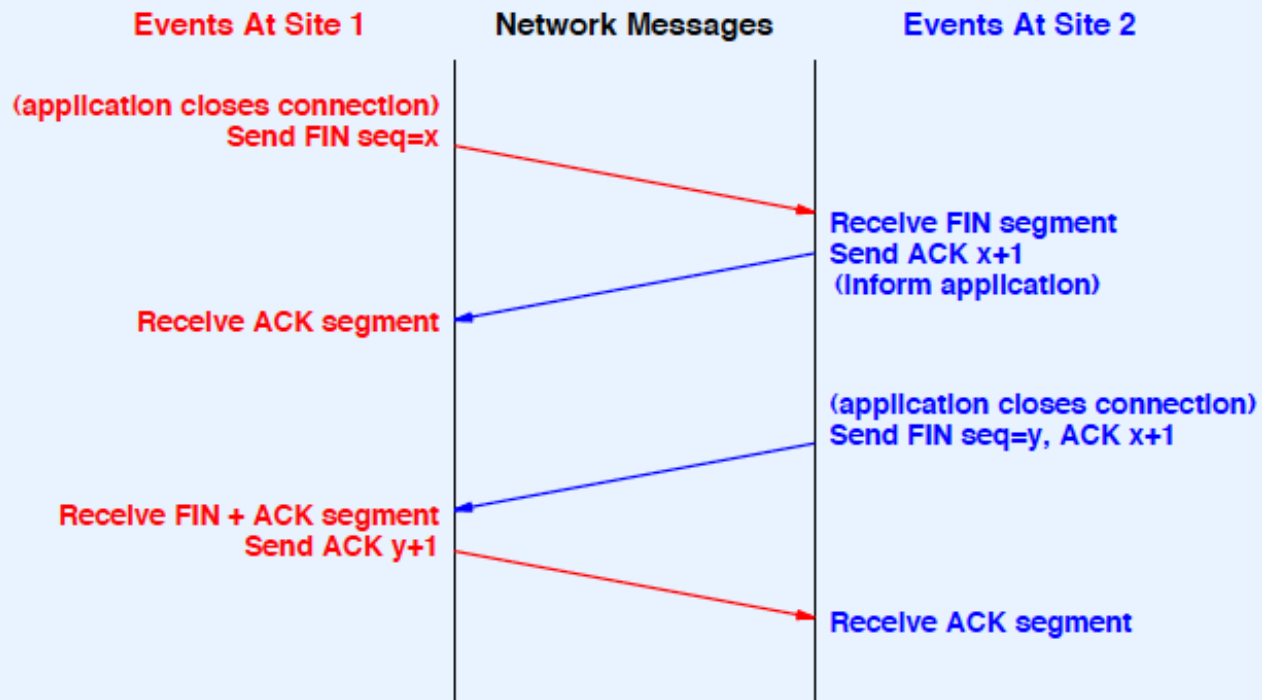 Events At Site 1
Network Messages
Events At Site 2
(application closes connection)
Send FIN seq=x
Receive FIN segment
Send ACK x+1
(inform application)
Receive ACK segment
(application closes connection)
Send FIN seq=y, ACK x+1
Receive FIN + ACK segment
Send ACK y+1
Receive ACK segment